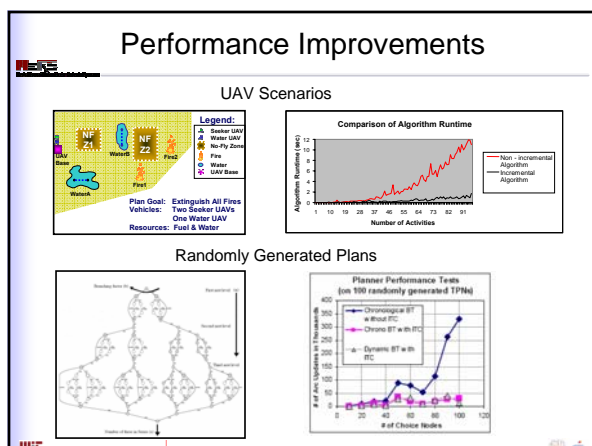 Performance Improvements
UAV Scenarios
NF
Z1
NF
Z2
WaterB
Fire2
UAV
Base
Fire1
WaterA
Legend:
Seeker UAV
Water UAV
No-Fly Zone
Fire
Water
UAV Base
Plan Goal: Extinguish All Fires
Vehicles: Two Seeker UAVs
One Water UAV
Resources: Fuel & Water
Comparison of Algorithm Runtime
Algorithm Runtime (sec)
12
10
8
6
4
2
0
1 10 19 28 37 46 55 64 73 82 91
Number of Activities
Non - incremental
Algorithm
Incremental
Algorithm
Randomly Generated Plans
Planner Performance Tests
(on 100 randomly generated TPNs)
# of Arc Updates in Thousands
400
350
300
250
200
150
100
50
0
0 20 40 60 80 100 120
# of Choice Nodes
Chronological BT
without ITC
Chrono BT with ITC
Dynamic BT with
ITC